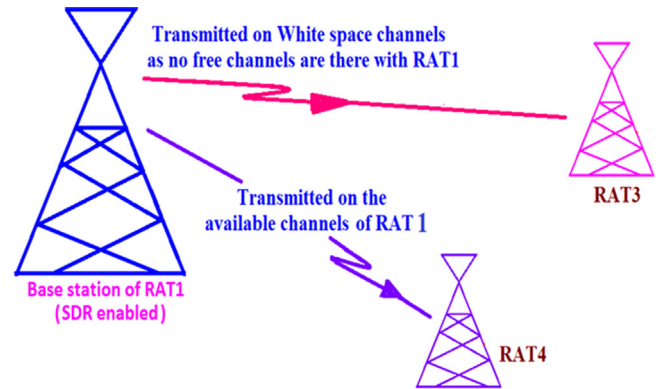 Transmitted on White space channels
as no free channels are there with RAT1
RAT3
Transmitted on the
available channels of RAT 1
Base station of RAT1
(SDR enabled)
RAT4